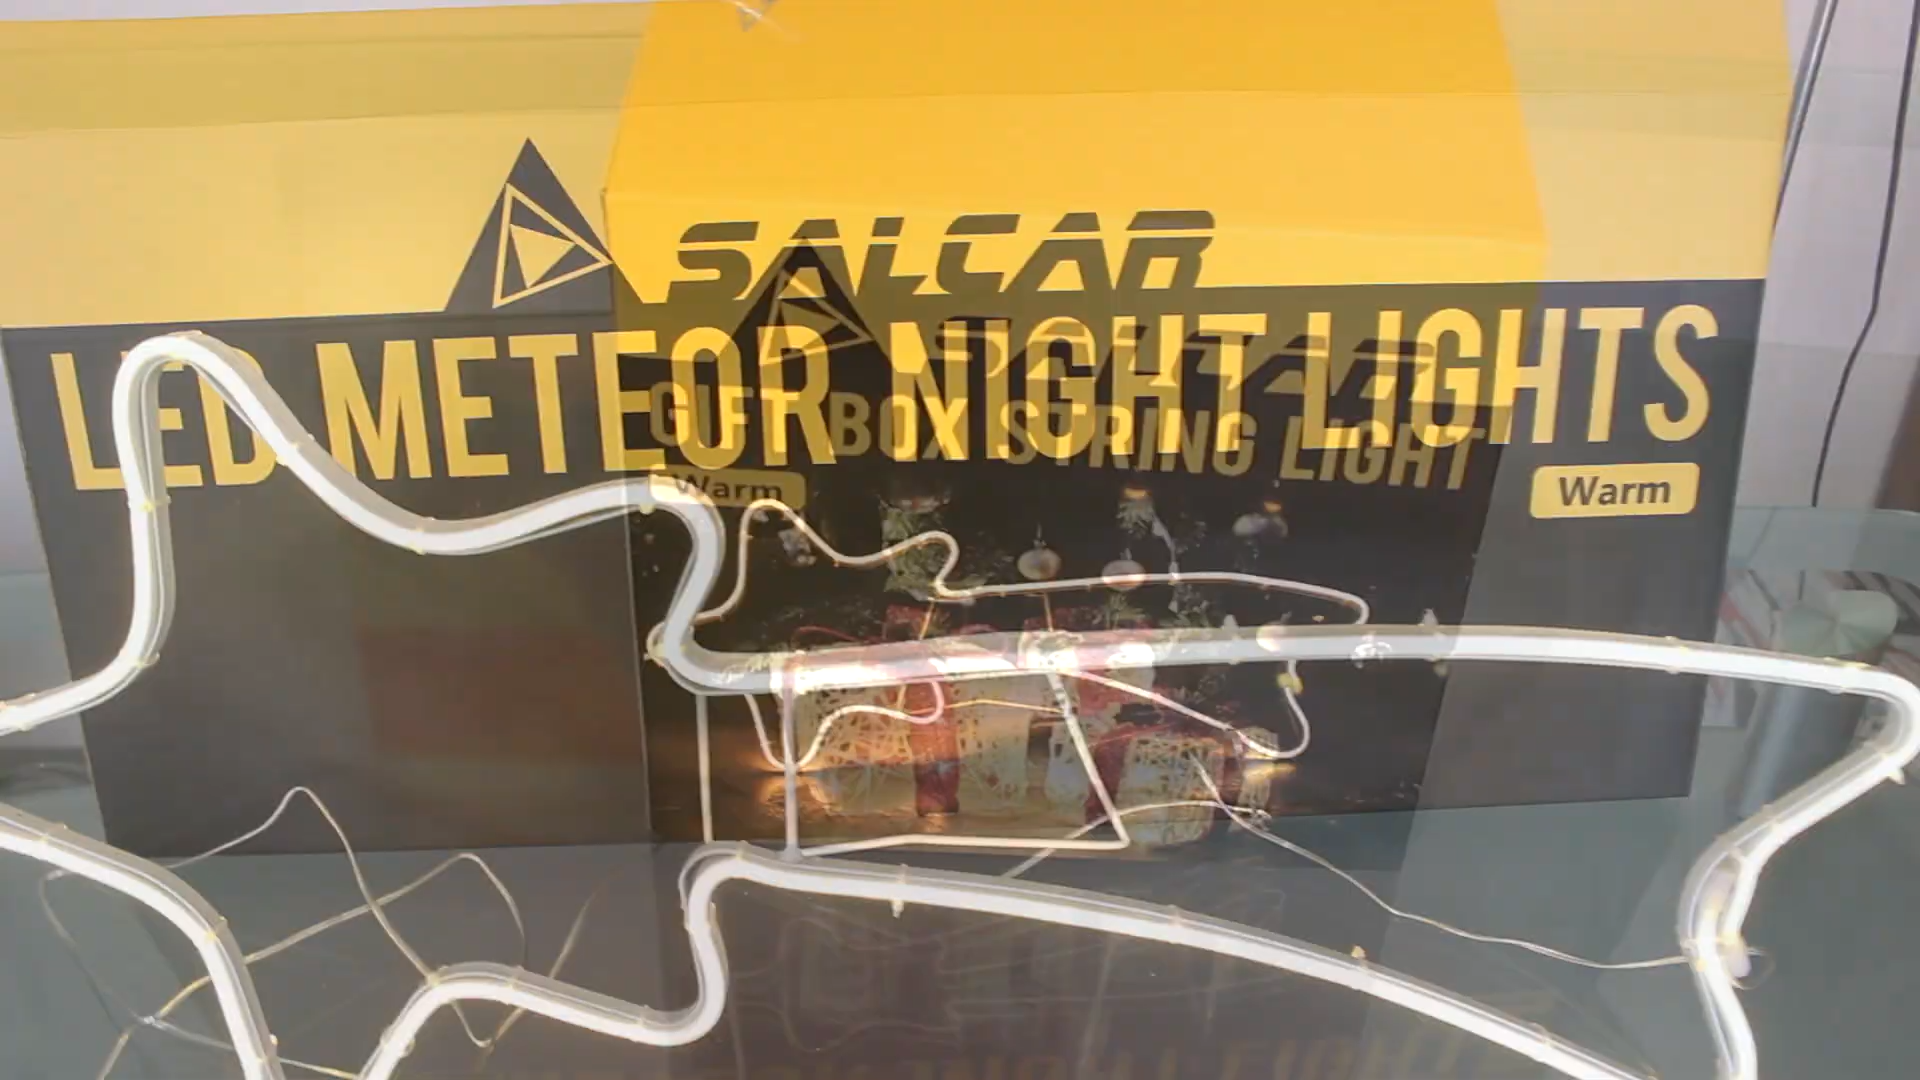 SALCAR
LED METEOR NIGHT LIGHTS
Warm
SALCAR
GIFT BOX STRING LIGHT
Warm